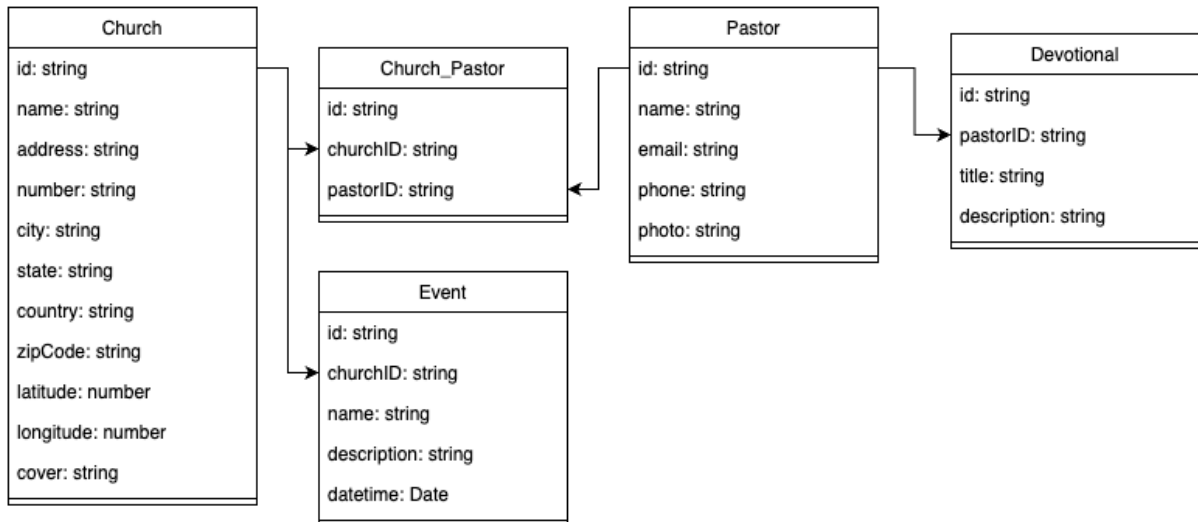 Church
id: string
name: string
address: string
number: string
city: string
state: string
country: string
zipCode: string
latitude: number
longitude: number
cover: string
Church_Pastor
id: string
churchID: string
pastorID: string
Event
id: string
churchID: string
name: string
description: string
datetime: Date
Pastor
id: string
name: string
email: string
phone: string
photo: string
Devotional
id: string
pastorID: string
title: string
description: string